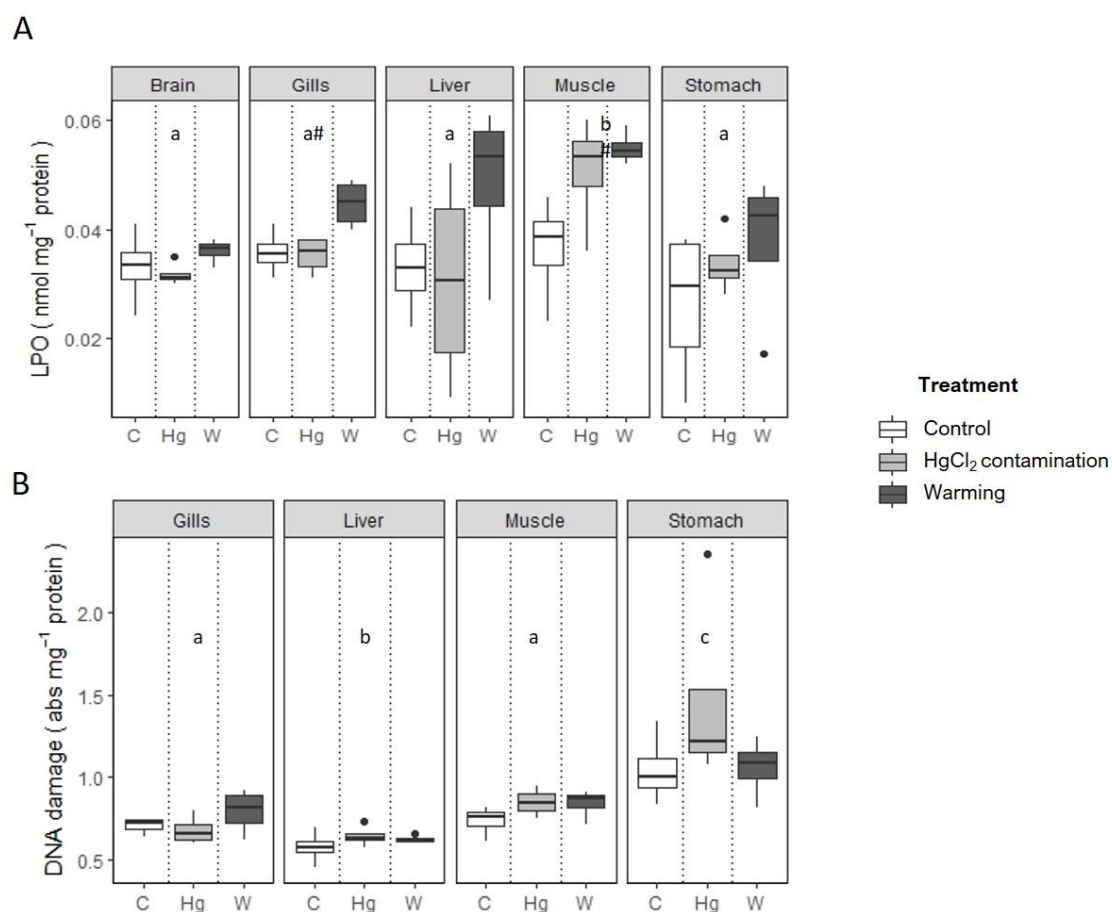 A
Brain Gills Liver Muscle Stomach
LPO ( nmol mg⁻¹ protein )
0.06
0.04
0.02
a a# a b a
#
C Hg W C Hg W C Hg W C Hg W C Hg W
Treatment
Control
HgCl₂ contamination
Warming
B
Gills Liver Muscle Stomach
DNA damage ( abs mg⁻¹ protein )
2.0
1.5
1.0
0.5
a b a c
C Hg W C Hg W C Hg W C Hg W